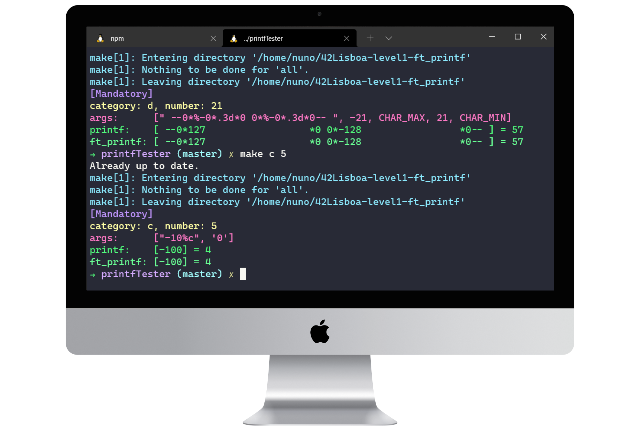 npm
../printfTester
make[1]: Entering directory '/home/nuno/42Lisboa-level1-ft_printf'
make[1]: Nothing to be done for 'all'.
make[1]: Leaving directory '/home/nuno/42Lisboa-level1-ft_printf'
[Mandatory]
category: d, number: 21
args: [" --0*%-0*.3d*0 0*%-0*.3d*0-- ", -21, CHAR_MAX, 21, CHAR_MIN]
printf: [ --0*127 *0 0*-128 *0-- ] = 57
ft_printf: [ --0*127 *0 0*-128 *0-- ] = 57
→ printfTester (master) ✗ make c 5
Already up to date.
make[1]: Entering directory '/home/nuno/42Lisboa-level1-ft_printf'
make[1]: Nothing to be done for 'all'.
make[1]: Leaving directory '/home/nuno/42Lisboa-level1-ft_printf'
[Mandatory]
category: c, number: 5
args: ["-10%c", '0']
printf: [-100] = 4
ft_printf: [-100] = 4
→ printfTester (master) ✗